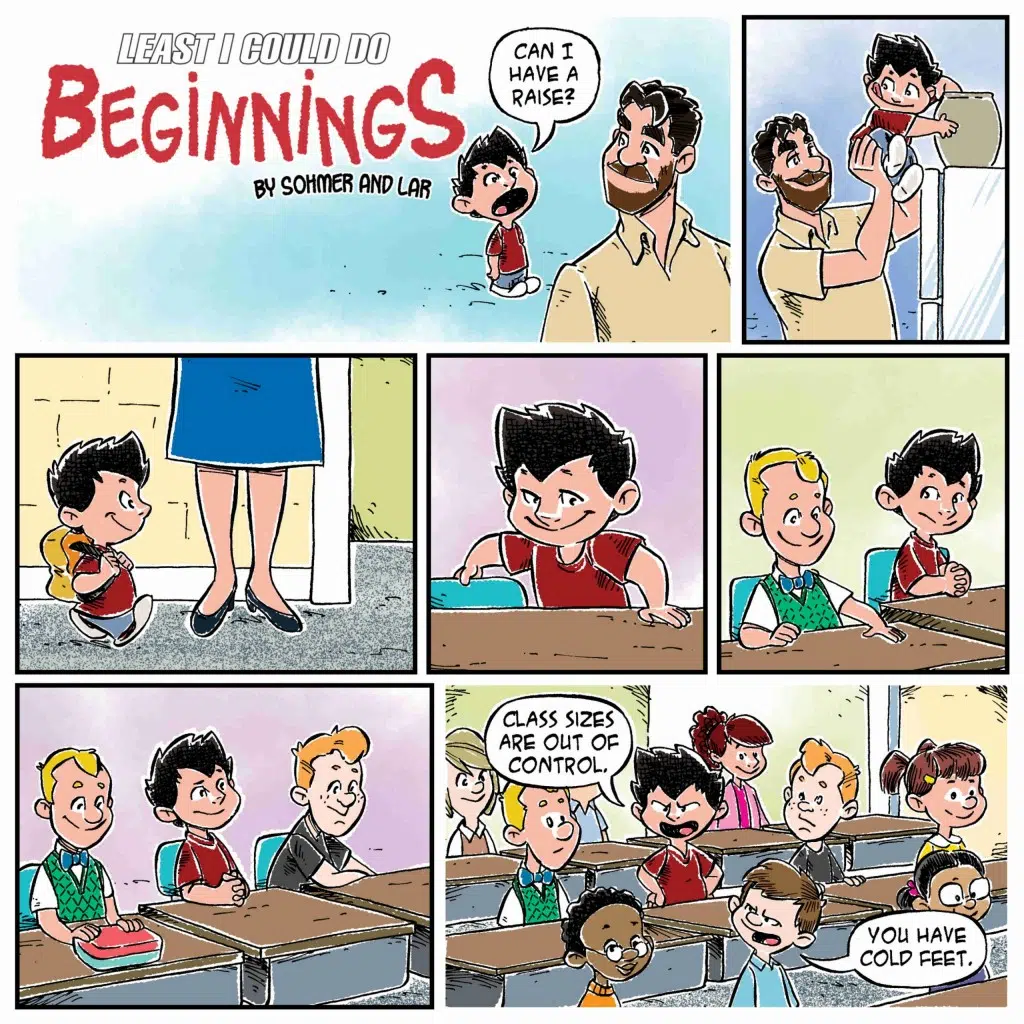 LEAST I COULD DO
BEGINNINGS
BY SOHMER AND LAR
CAN I
HAVE A
RAISE?
CLASS SIZES
ARE OUT OF
CONTROL.
YOU HAVE
COLD FEET.